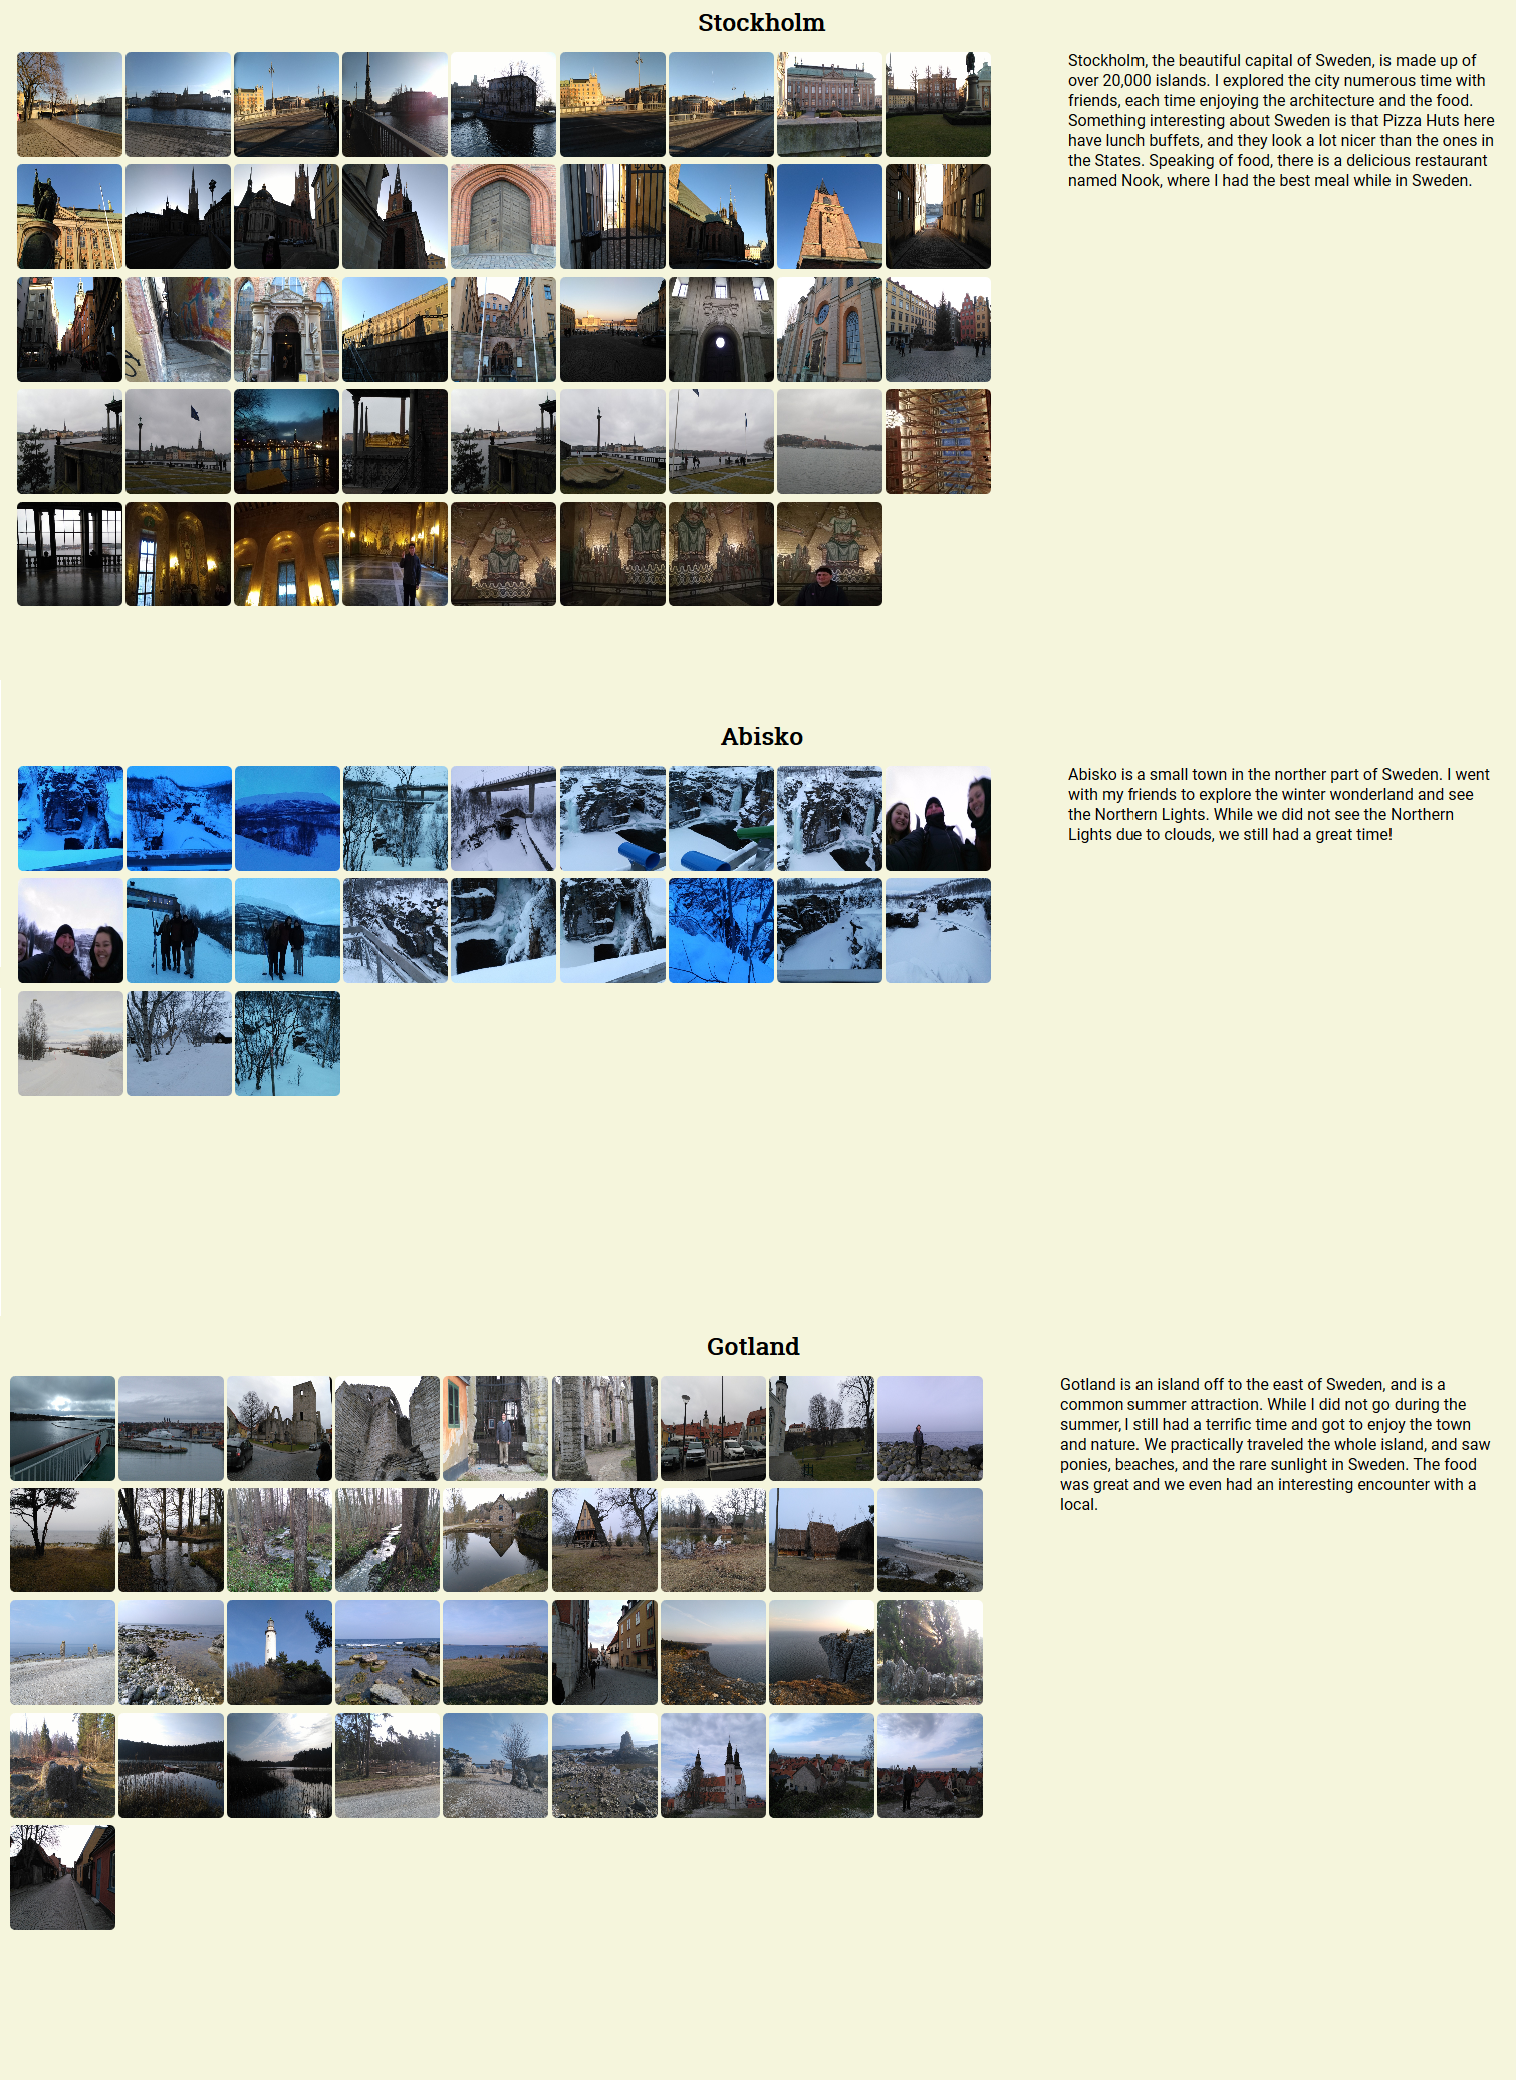 Stockholm
Stockholm, the beautiful capital of Sweden, is made up of
over 20,000 islands. I explored the city numerous time with
friends, each time enjoying the architecture and the food.
Something interesting about Sweden is that Pizza Huts here
have lunch buffets, and they look a lot nicer than the ones in
the States. Speaking of food, there is a delicious restaurant
named Nook, where I had the best meal while in Sweden.
Abisko
Abisko is a small town in the norther part of Sweden. I went
with my friends to explore the winter wonderland and see
the Northern Lights. While we did not see the Northern
Lights due to clouds, we still had a great time!
Gotland
Gotland is an island off to the east of Sweden, and is a
common summer attraction. While I did not go during the
summer, I still had a terrific time and got to enjoy the town
and nature. We practically traveled the whole island, and saw
ponies, beaches, and the rare sunlight in Sweden. The food
was great and we even had an interesting encounter with a
local.